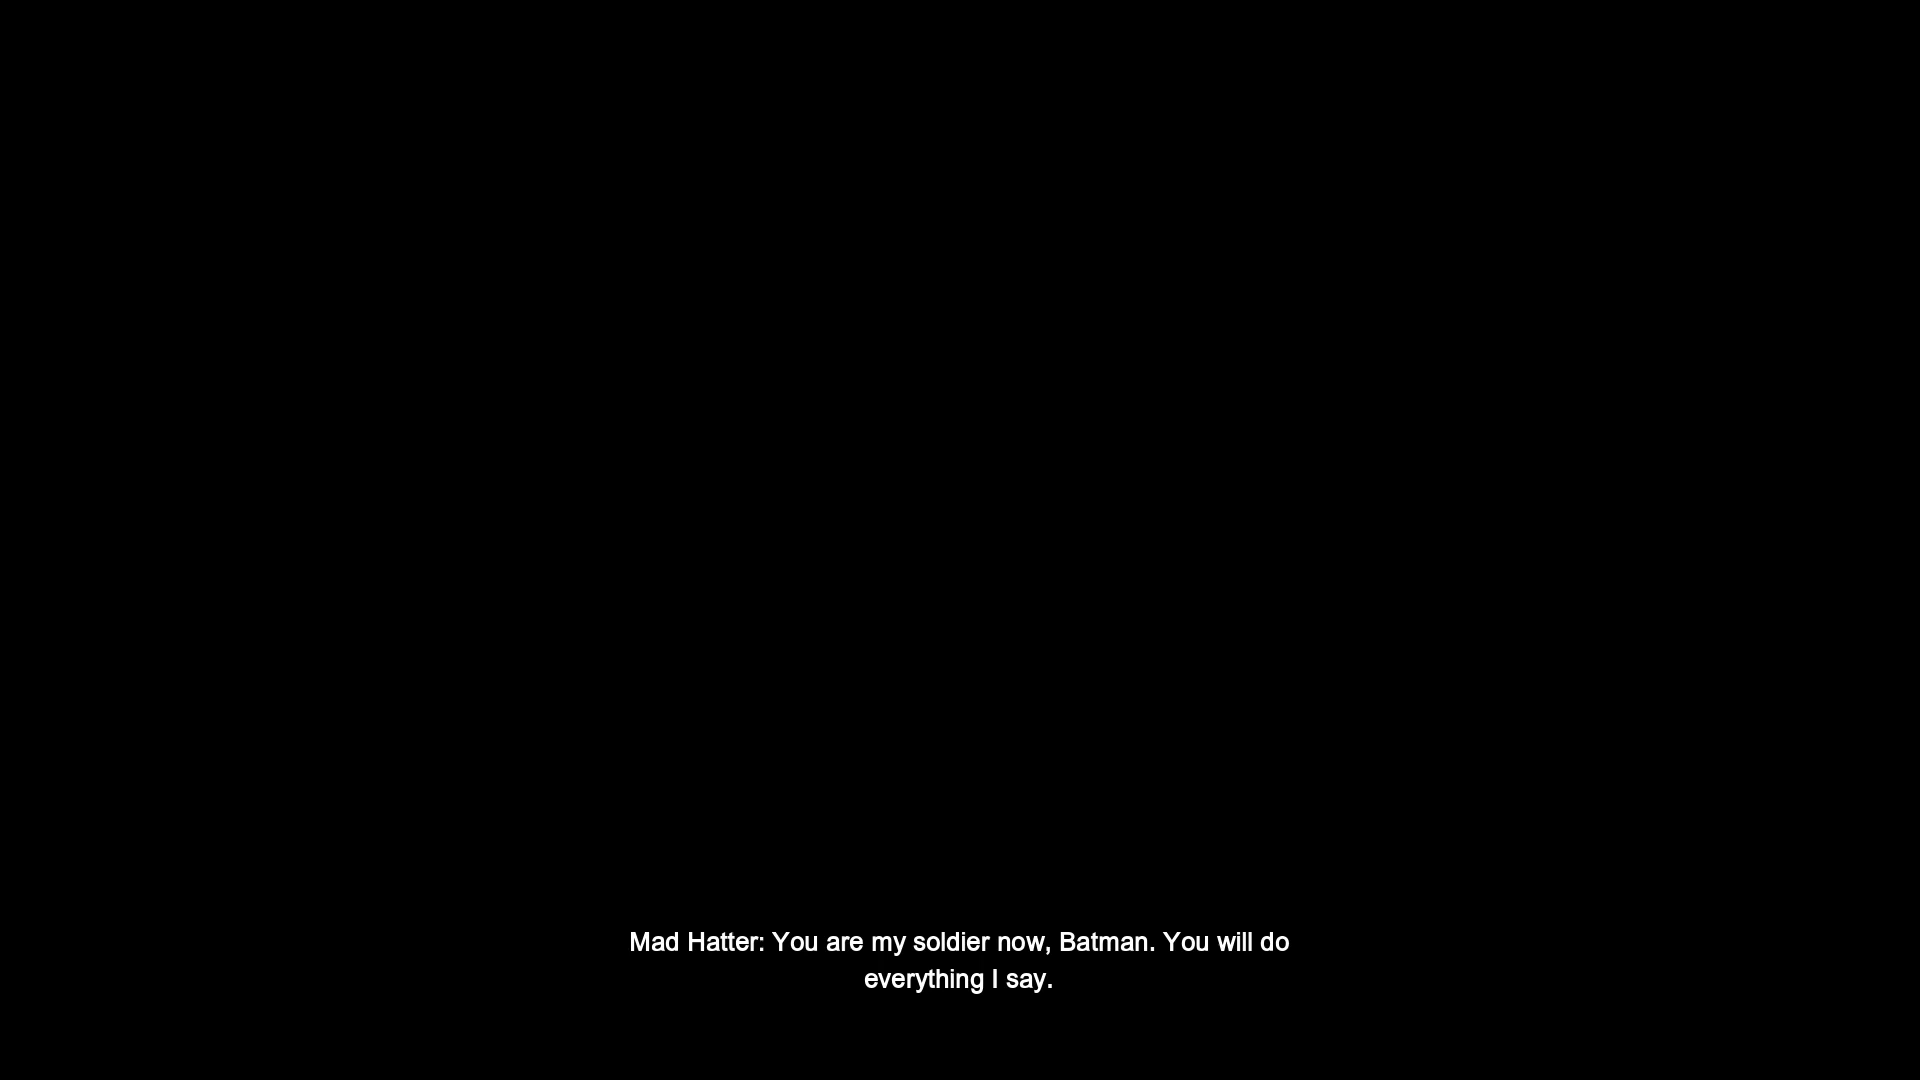 Mad Hatter: You are my soldier now, Batman. You will do
everything I say.